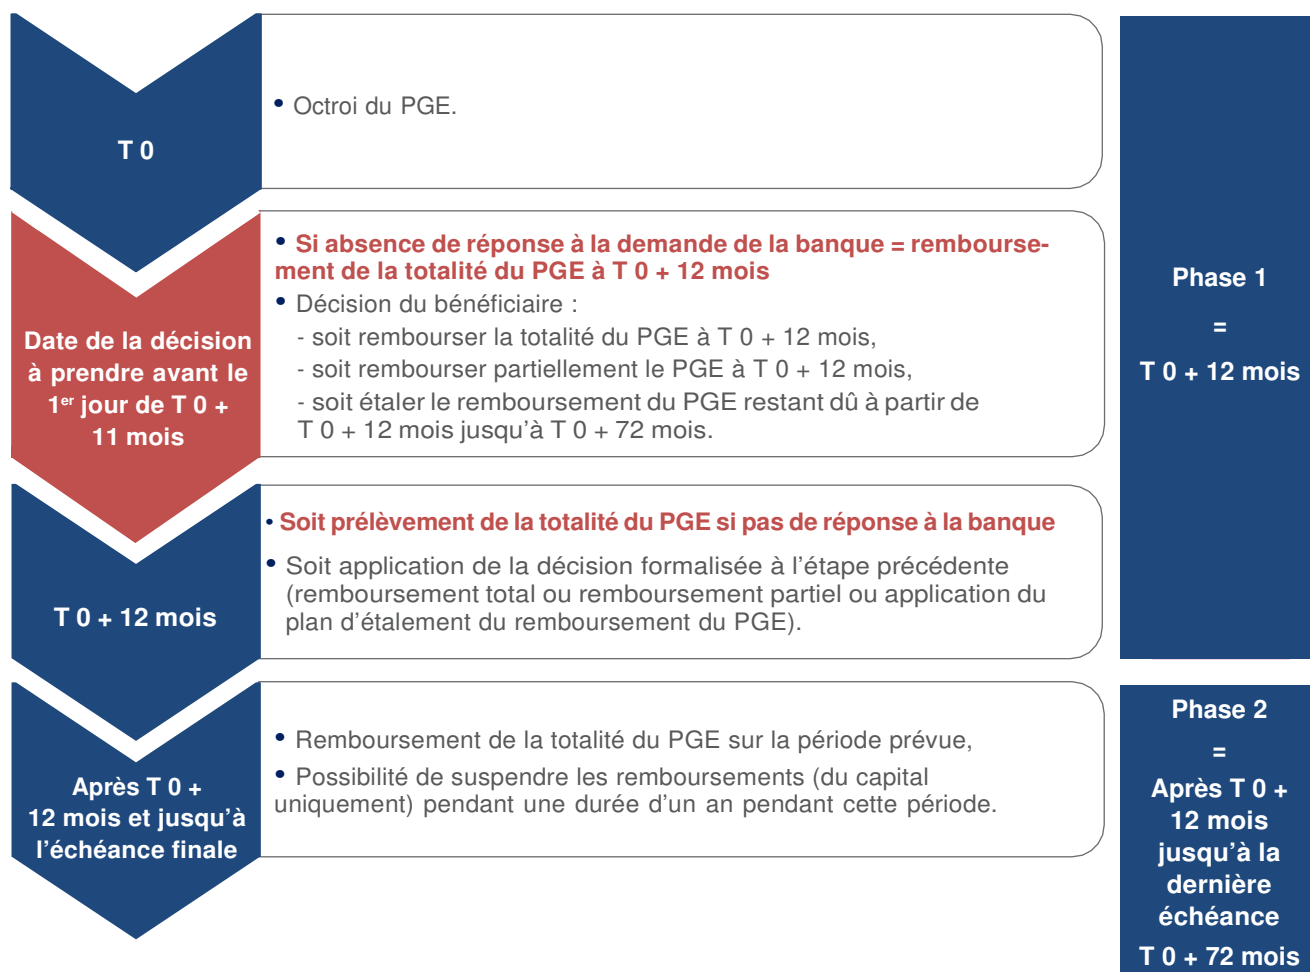 T 0
• Octroi du PGE.
Date de la décision
à prendre avant le
1er jour de T 0 +
11 mois
• Si absence de réponse à la demande de la banque = rembourse-
ment de la totalité du PGE à T 0 + 12 mois
• Décision du bénéficiaire :
- soit rembourser la totalité du PGE à T 0 + 12 mois,
- soit rembourser partiellement le PGE à T 0 + 12 mois,
- soit étaler le remboursement du PGE restant dû à partir de
T 0 + 12 mois jusqu’à T 0 + 72 mois.
T 0 + 12 mois
• Soit prélèvement de la totalité du PGE si pas de réponse à la banque
• Soit application de la décision formalisée à l’étape précédente
(remboursement total ou remboursement partiel ou application du
plan d’étalement du remboursement du PGE).
Après T 0 +
12 mois et jusqu’à
l’échéance finale
• Remboursement de la totalité du PGE sur la période prévue,
• Possibilité de suspendre les remboursements (du capital
uniquement) pendant une durée d’un an pendant cette période.
Phase 1
=
T 0 + 12 mois
Phase 2
=
Après T 0 +
12 mois
jusqu’à la
dernière
échéance
T 0 + 72 mois